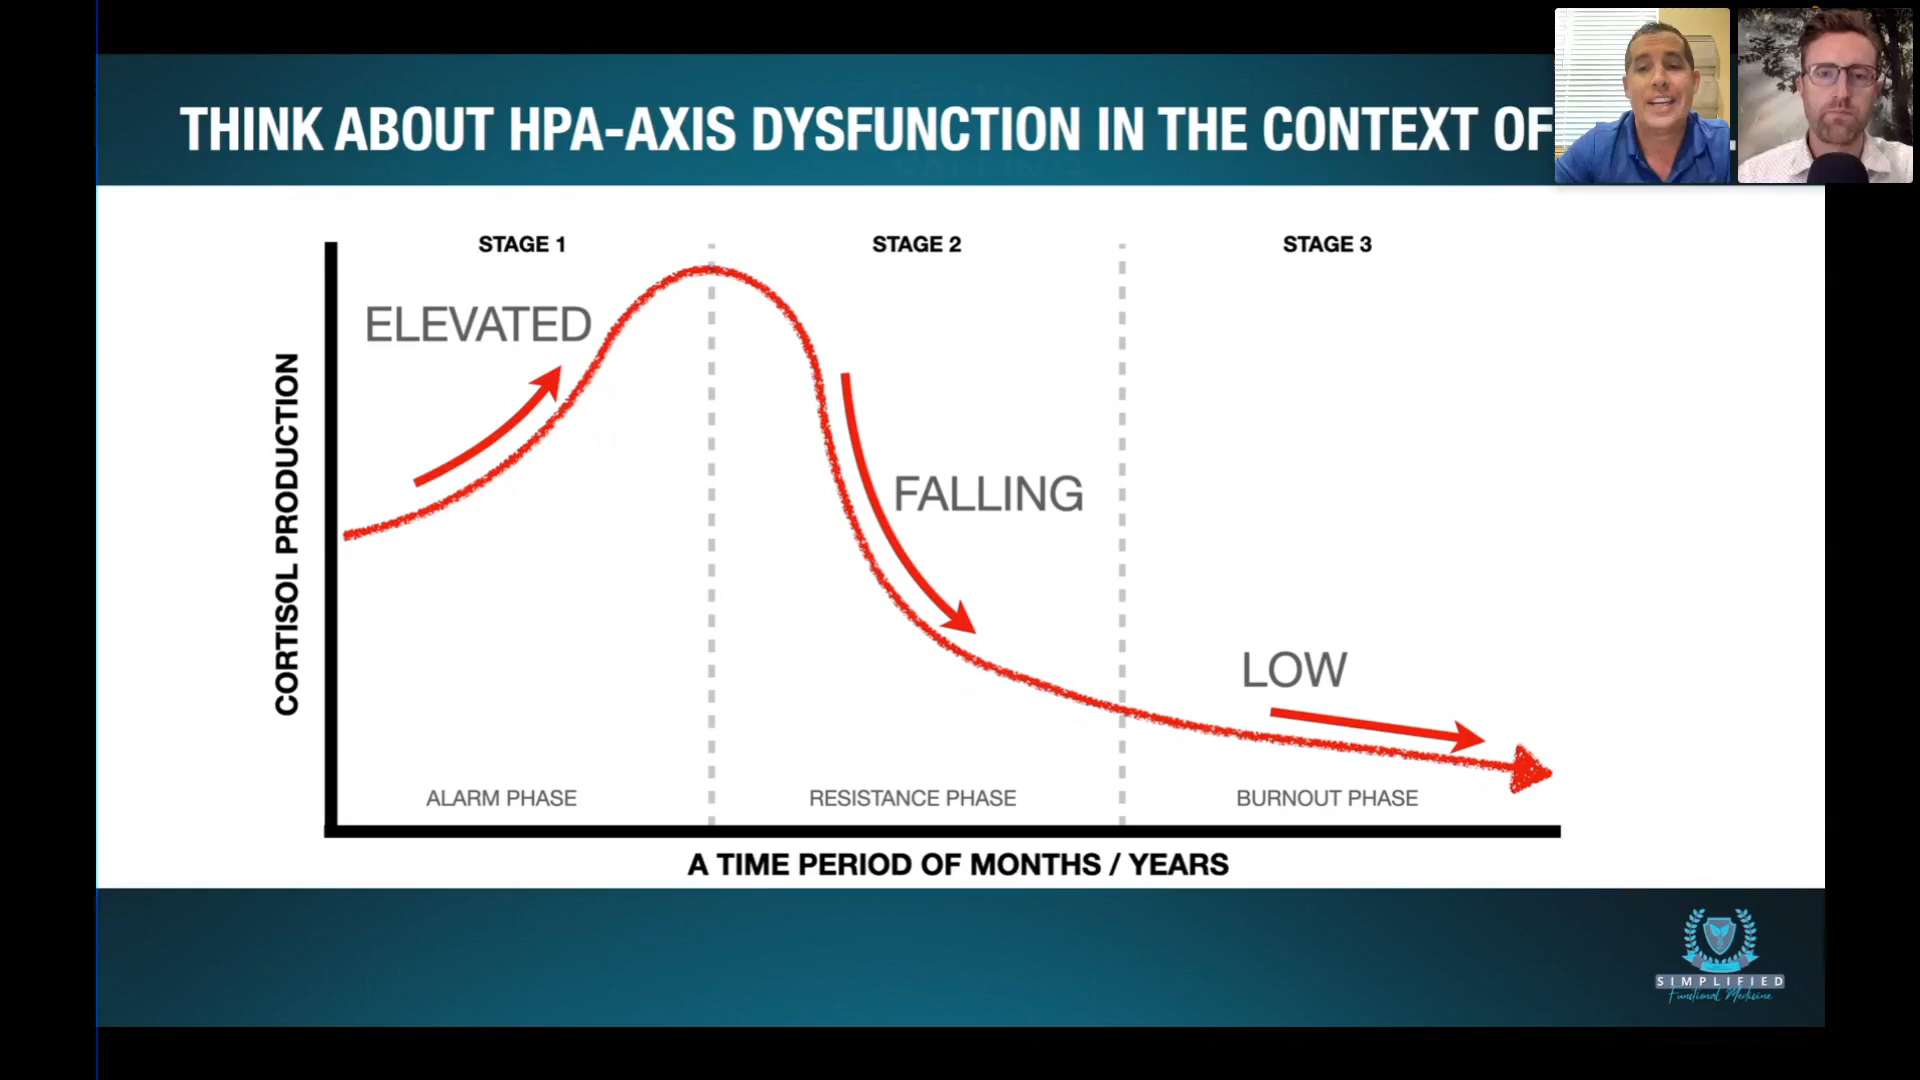 THINK ABOUT HPA-AXIS DYSFUNCTION IN THE CONTEXT OF
STAGE 1
STAGE 2
STAGE 3
ELEVATED
FALLING
LOW
CORTISOL PRODUCTION
ALARM PHASE
RESISTANCE PHASE
BURNOUT PHASE
A TIME PERIOD OF MONTHS / YEARS
SIMPLIFIED
Functional Medicine